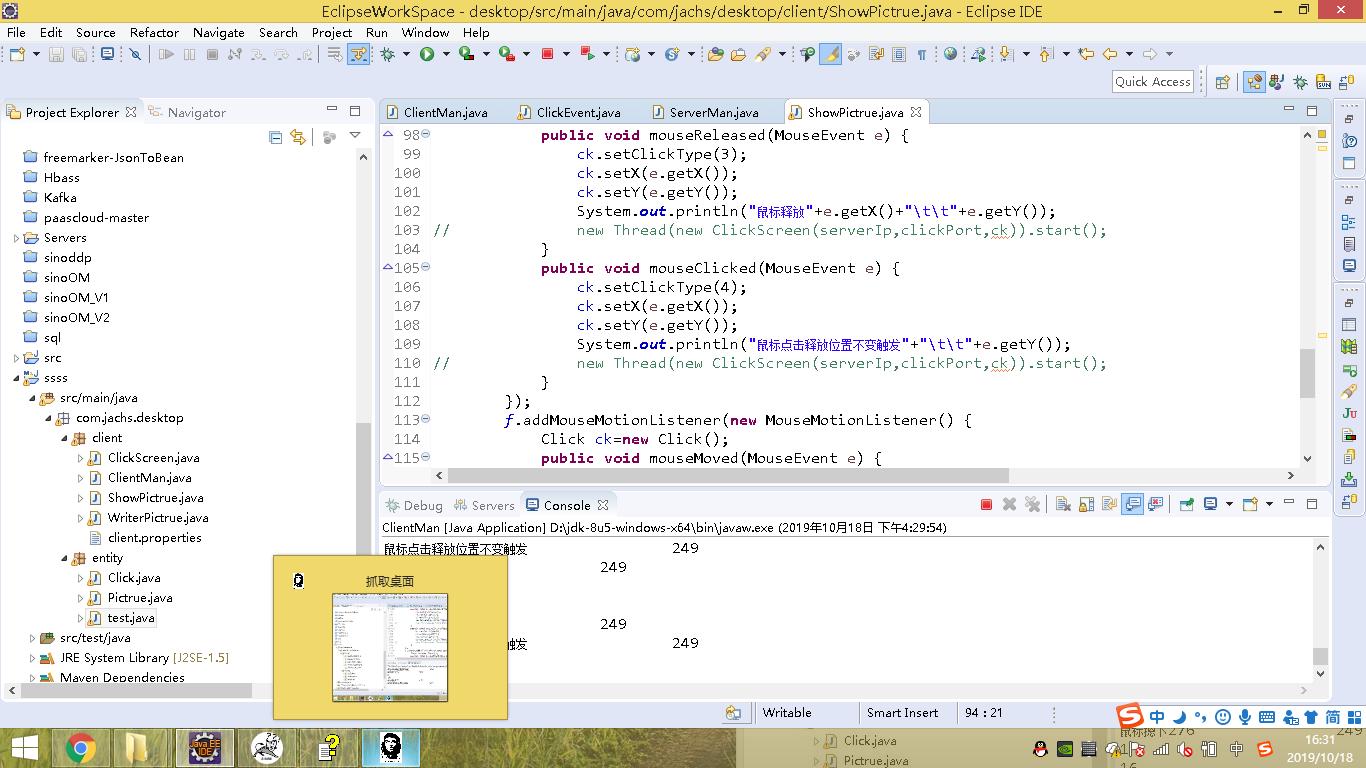 EclipseWorkSpace - desktop/src/main/java/com/jachs/desktop/client/ShowPictrue.java - Eclipse IDE
File Edit Source Refactor Navigate Search Project Run Window Help
Quick Access
Project Explorer Navigator
freemarker-JsonToBean
Hbass
Kafka
paascloud-master
Servers
sinoddp
sinoOM
sinoOM_V1
sinoOM_V2
sql
src
ssss
src/main/java
com.jachs.desktop
client
ClickScreen.java
ClientMan.java
ShowPictrue.java
WriterPictrue.java
client.properties
entity
Click.java
Pictrue.java
test.java
src/test/java
JRE System Library [J2SE-1.5]
Maven Dependencies
ClientMan.java ClickEvent.java ServerMan.java ShowPictrue.java
98 public void mouseReleased(MouseEvent e) {
99 ck.setClickType(3);
100 ck.setX(e.getX());
101 ck.setY(e.getY());
102 System.out.println("鼠标释放"+e.getX()+"\t\t"+e.getY());
103 // new Thread(new ClickScreen(serverIp,clickPort,ck)).start();
104 }
105 public void mouseClicked(MouseEvent e) {
106 ck.setClickType(4);
107 ck.setX(e.getX());
108 ck.setY(e.getY());
109 System.out.println("鼠标点击释放位置不变触发"+"\t\t"+e.getY());
110 // new Thread(new ClickScreen(serverIp,clickPort,ck)).start();
111 }
112 });
113 f.addMouseMotionListener(new MouseMotionListener() {
114 Click ck=new Click();
115 public void mouseMoved(MouseEvent e) {
Debug Servers Console
ClientMan [Java Application] D:\jdk-8u5-windows-x64\bin\javaw.exe (2019年10月18日 下午4:29:54)
鼠标点击释放位置不变触发 249
249
249
触发 249
抓取桌面
Writable Smart Insert 94 : 21
中 简
Java EE
IDE
Click.java
Pictrue.java
276 249
中
16:31
2019/10/18